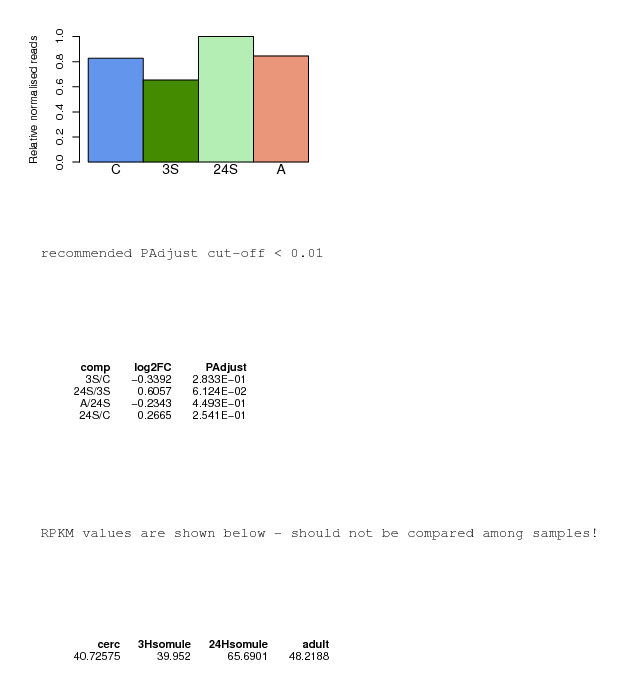 Relative normalised reads
1.0
0.8
0.6
0.4
0.2
0.0
C 3S 24S A
recommended PAdjust cut-off < 0.01
comp log2FC PAdjust
3S/C −0.3392 2.833E−01
24S/3S 0.6057 6.124E−02
A/24S −0.2343 4.493E−01
24S/C 0.2665 2.541E−01
RPKM values are shown below - should not be compared among samples!
cerc 3Hsomule 24Hsomule adult
40.72575 39.952 65.6901 48.2188